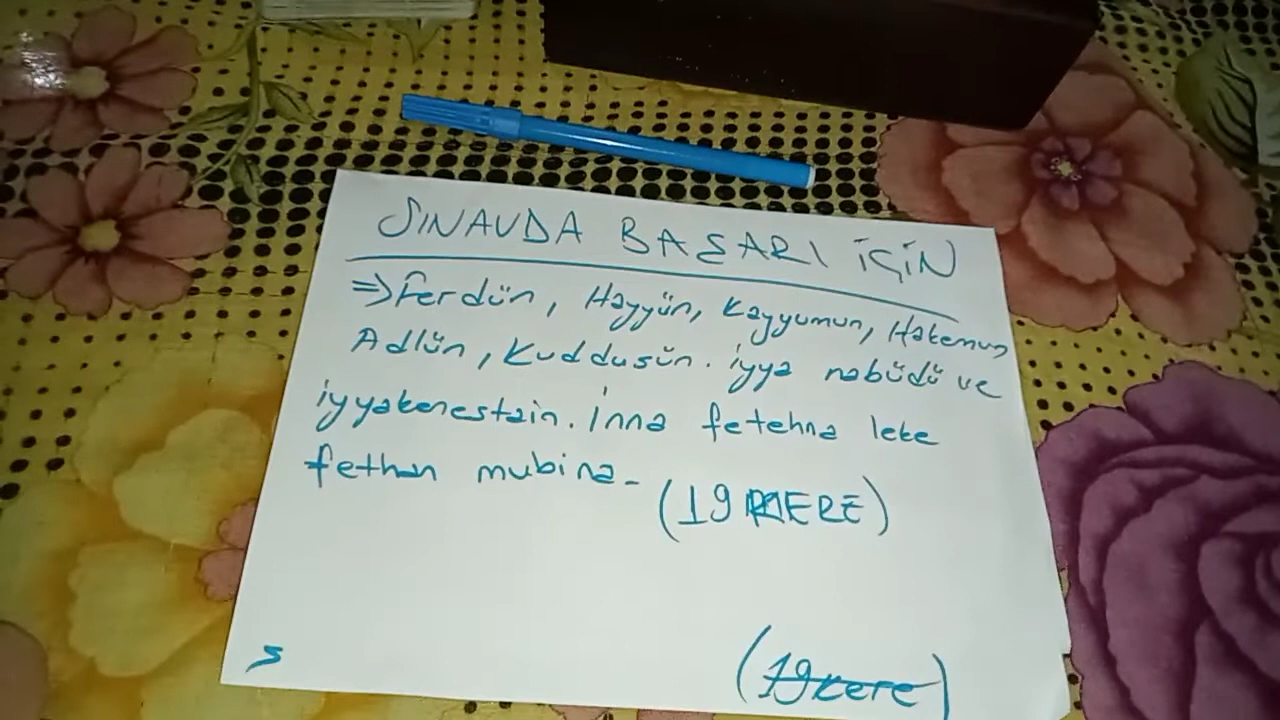 SINAVDA BAŞARI İÇİN
⇒ Ferdün, Hayyün, Kayyumun, Hakemun,
Adlün, Kuddusün. iyya nabüdü ve
iyyakenestain. İnna fetehna leke
fethan mubina-
(19 KERE)
(19 kere)